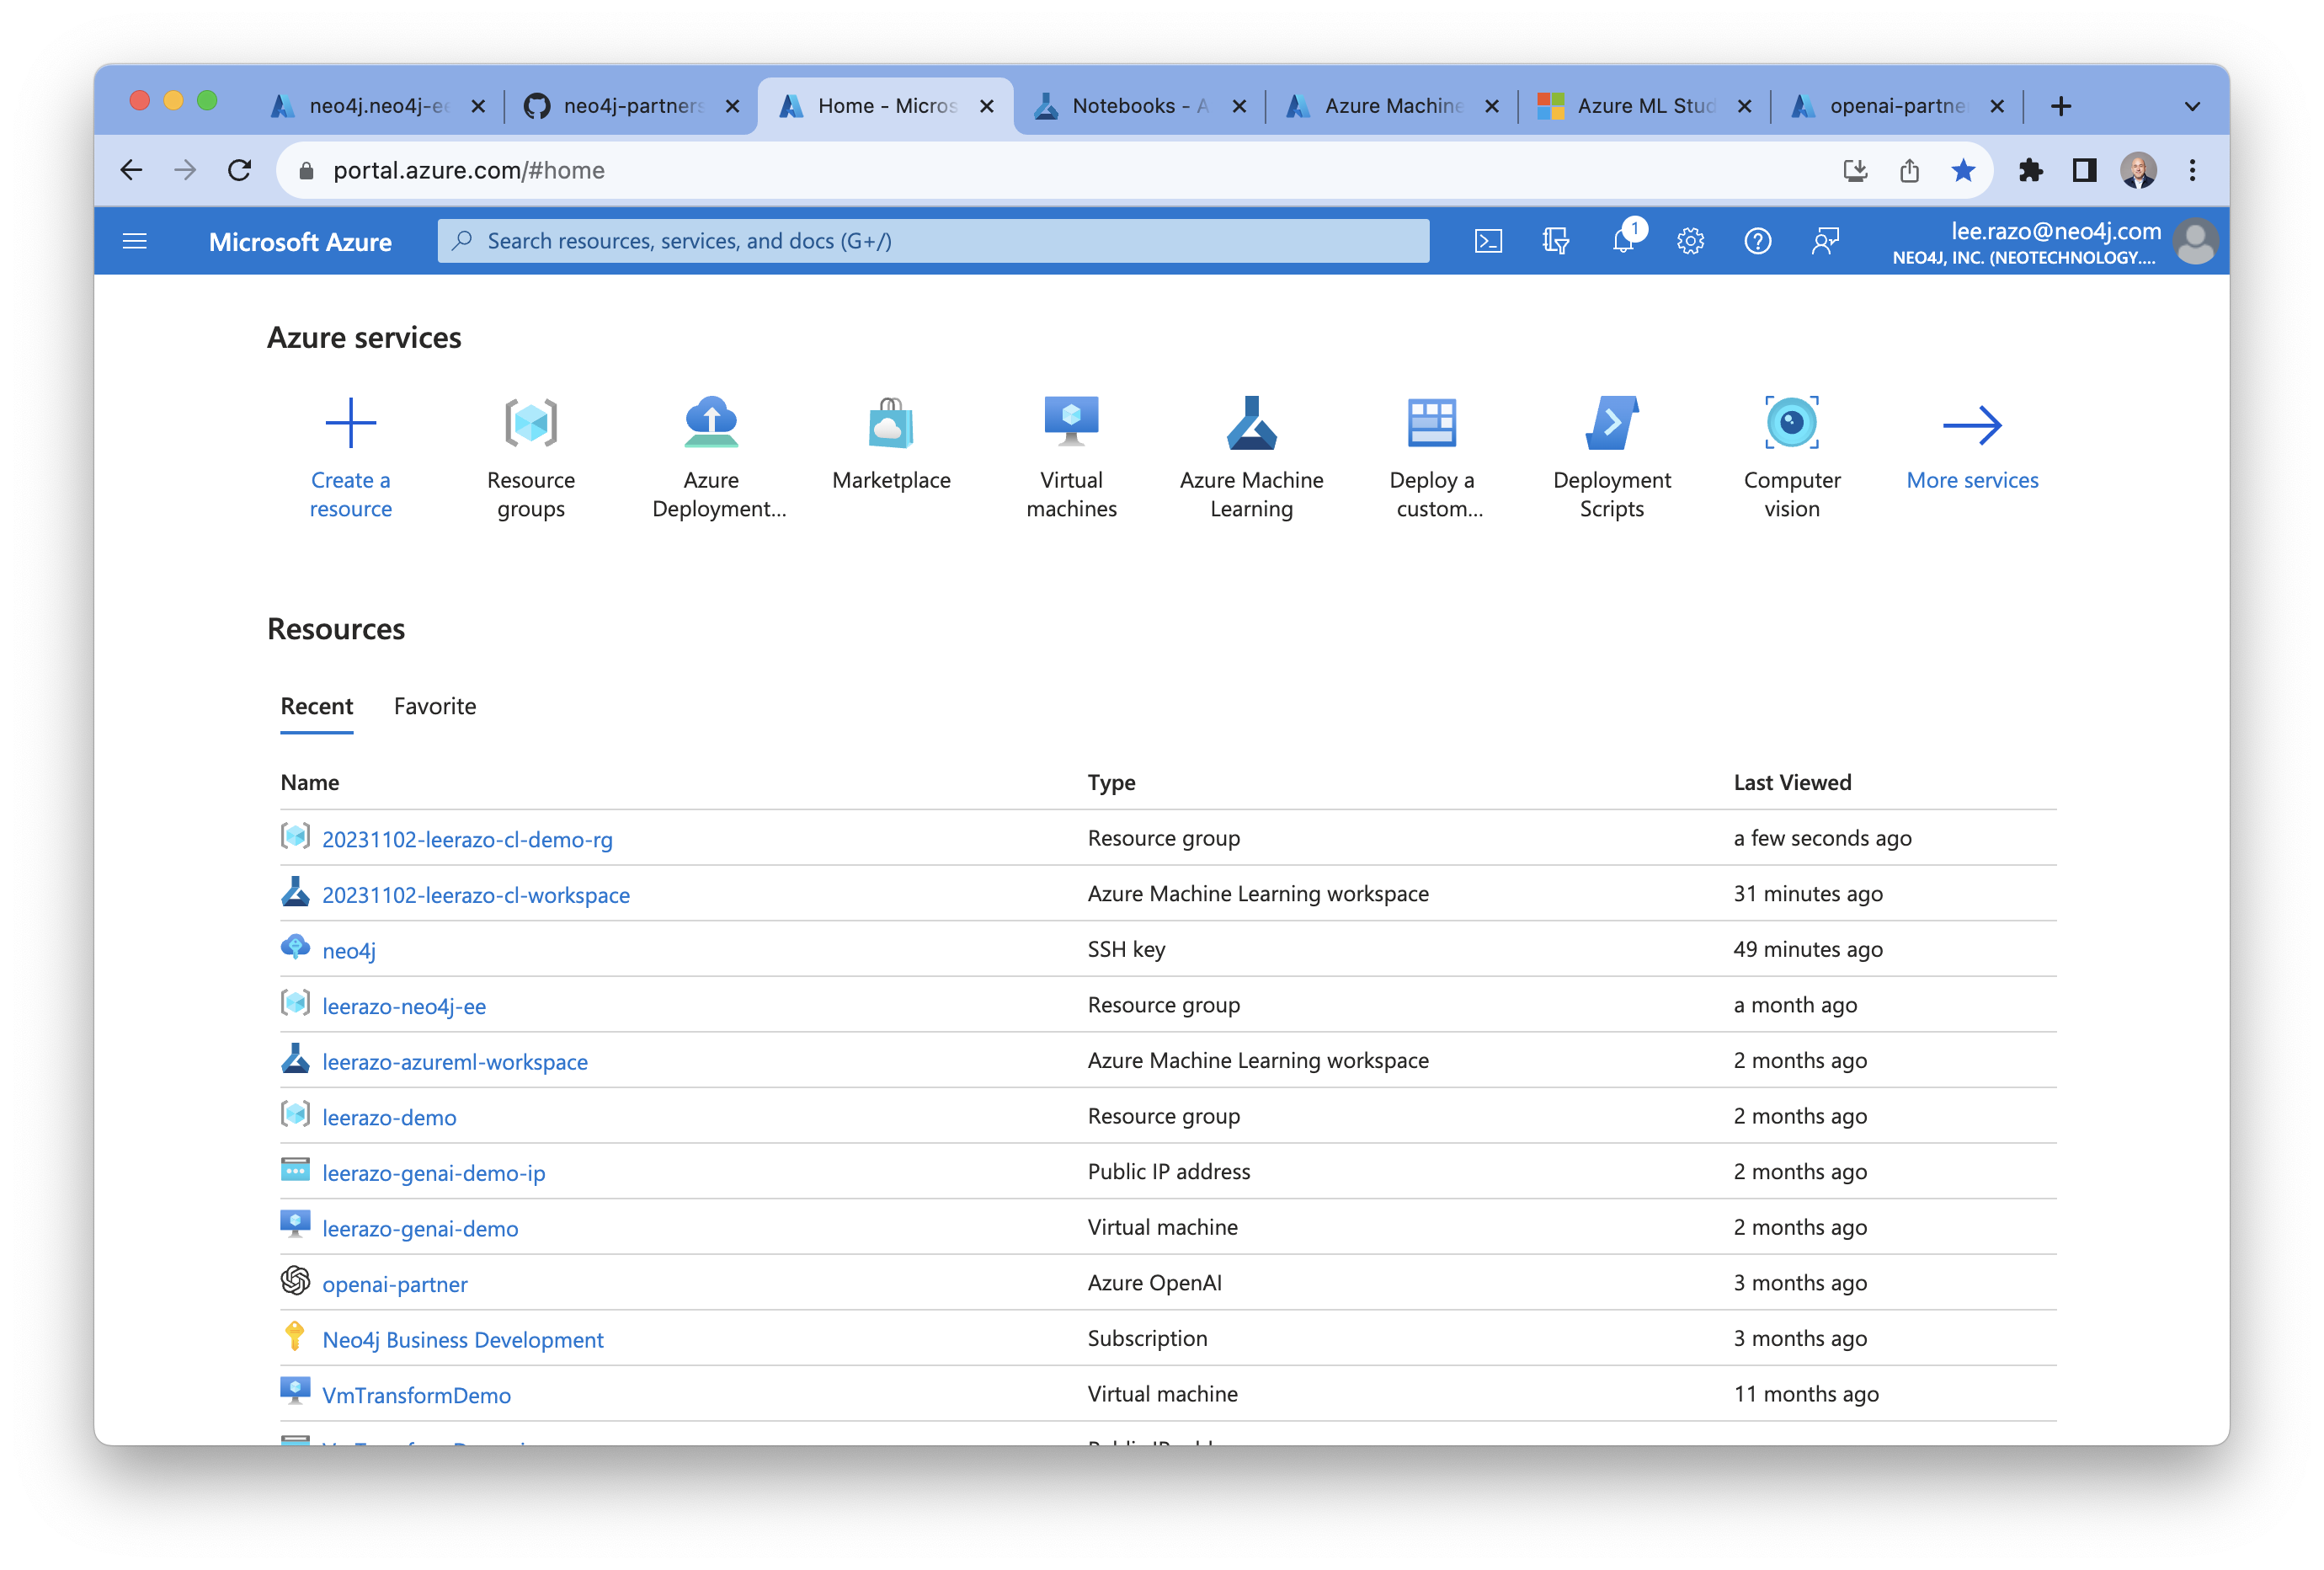 neo4j.neo4j-ee
neo4j-partners
Home - Micros
Notebooks - A
Azure Machine
Azure ML Stud
openai-partne
portal.azure.com/#home
Microsoft Azure
Search resources, services, and docs (G+/)
1
lee.razo@neo4j.com
NEO4J, INC. (NEOTECHNOLOGY....
Azure services
Create a
resource
Resource
groups
Azure
Deployment...
Marketplace
Virtual
machines
Azure Machine
Learning
Deploy a
custom...
Deployment
Scripts
Computer
vision
More services
Resources
Recent Favorite
Name Type Last Viewed
20231102-leerazo-cl-demo-rg Resource group a few seconds ago
20231102-leerazo-cl-workspace Azure Machine Learning workspace 31 minutes ago
neo4j SSH key 49 minutes ago
leerazo-neo4j-ee Resource group a month ago
leerazo-azureml-workspace Azure Machine Learning workspace 2 months ago
leerazo-demo Resource group 2 months ago
leerazo-genai-demo-ip Public IP address 2 months ago
leerazo-genai-demo Virtual machine 2 months ago
openai-partner Azure OpenAI 3 months ago
Neo4j Business Development Subscription 3 months ago
VmTransformDemo Virtual machine 11 months ago